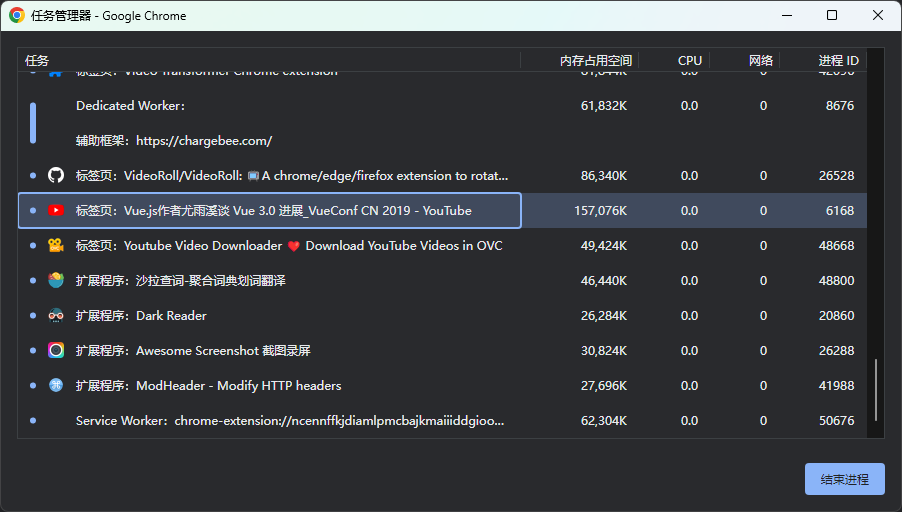 任务管理器 - Google Chrome
任务 内存占用空间 CPU 网络 进程 ID
标签页：Video Transformer Chrome extension 81,844K 0.0 0 42696
Dedicated Worker： 61,832K 0.0 0 8676
辅助框架：https://chargebee.com/
标签页：VideoRoll/VideoRoll: A chrome/edge/firefox extension to rotat... 86,340K 0.0 0 26528
标签页：Vue.js作者尤雨溪谈 Vue 3.0 进展_VueConf CN 2019 - YouTube 157,076K 0.0 0 6168
标签页：Youtube Video Downloader ❤️ Download YouTube Videos in OVC 49,424K 0.0 0 48668
扩展程序：沙拉查词-聚合词典划词翻译 46,440K 0.0 0 48800
扩展程序：Dark Reader 26,284K 0.0 0 20860
扩展程序：Awesome Screenshot 截图录屏 30,824K 0.0 0 26288
扩展程序：ModHeader - Modify HTTP headers 27,696K 0.0 0 41988
Service Worker：chrome-extension://ncennffkjdiamlpmcbajkmaiiiddgioo... 62,304K 0.0 0 50676
结束进程